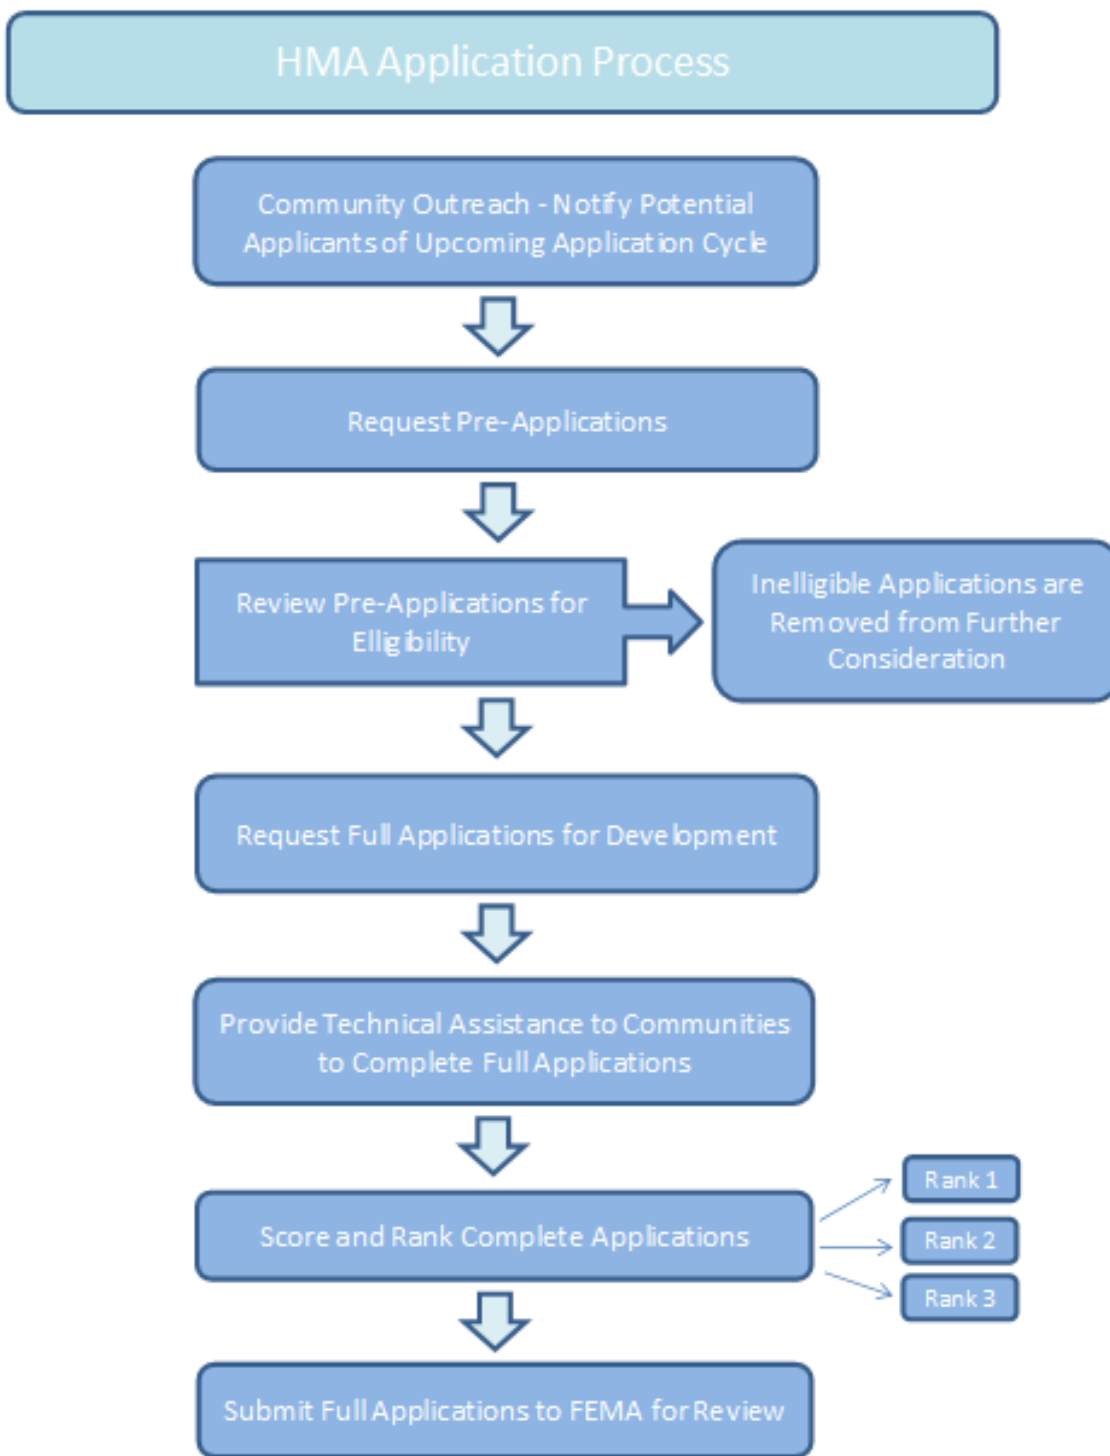 HMA Application Process
Community Outreach - Notify Potential
Applicants of Upcoming Application Cycle
Request Pre-Applications
Review Pre-Applications for
Elligibility
Inelligible Applications are
Removed from Further
Consideration
Request Full Applications for Development
Provide Technical Assistance to Communities
to Complete Full Applications
Score and Rank Complete Applications
Rank 1
Rank 2
Rank 3
Submit Full Applications to FEMA for Review